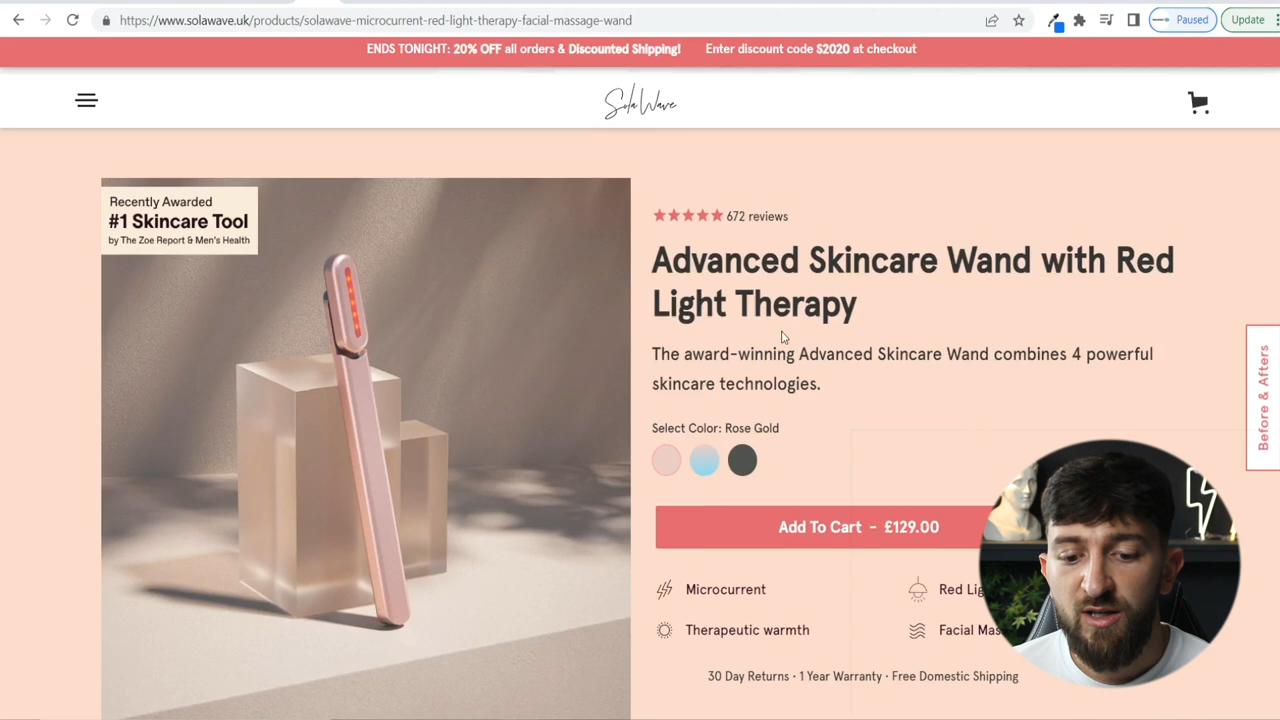 https://www.solawave.uk/products/solawave-microcurrent-red-light-therapy-facial-massage-wand
Paused
Update
ENDS TONIGHT: 20% OFF all orders & Discounted Shipping! Enter discount code S2020 at checkout
SolaWave
Recently Awarded
#1 Skincare Tool
by The Zoe Report & Men's Health
672 reviews
Advanced Skincare Wand with Red
Light Therapy
The award-winning Advanced Skincare Wand combines 4 powerful
skincare technologies.
Select Color: Rose Gold
Add To Cart - £129.00
Microcurrent
Red
Therapeutic warmth
Facial
30 Day Returns · 1 Year Warranty · Free Domestic Shipping
Before & Afters